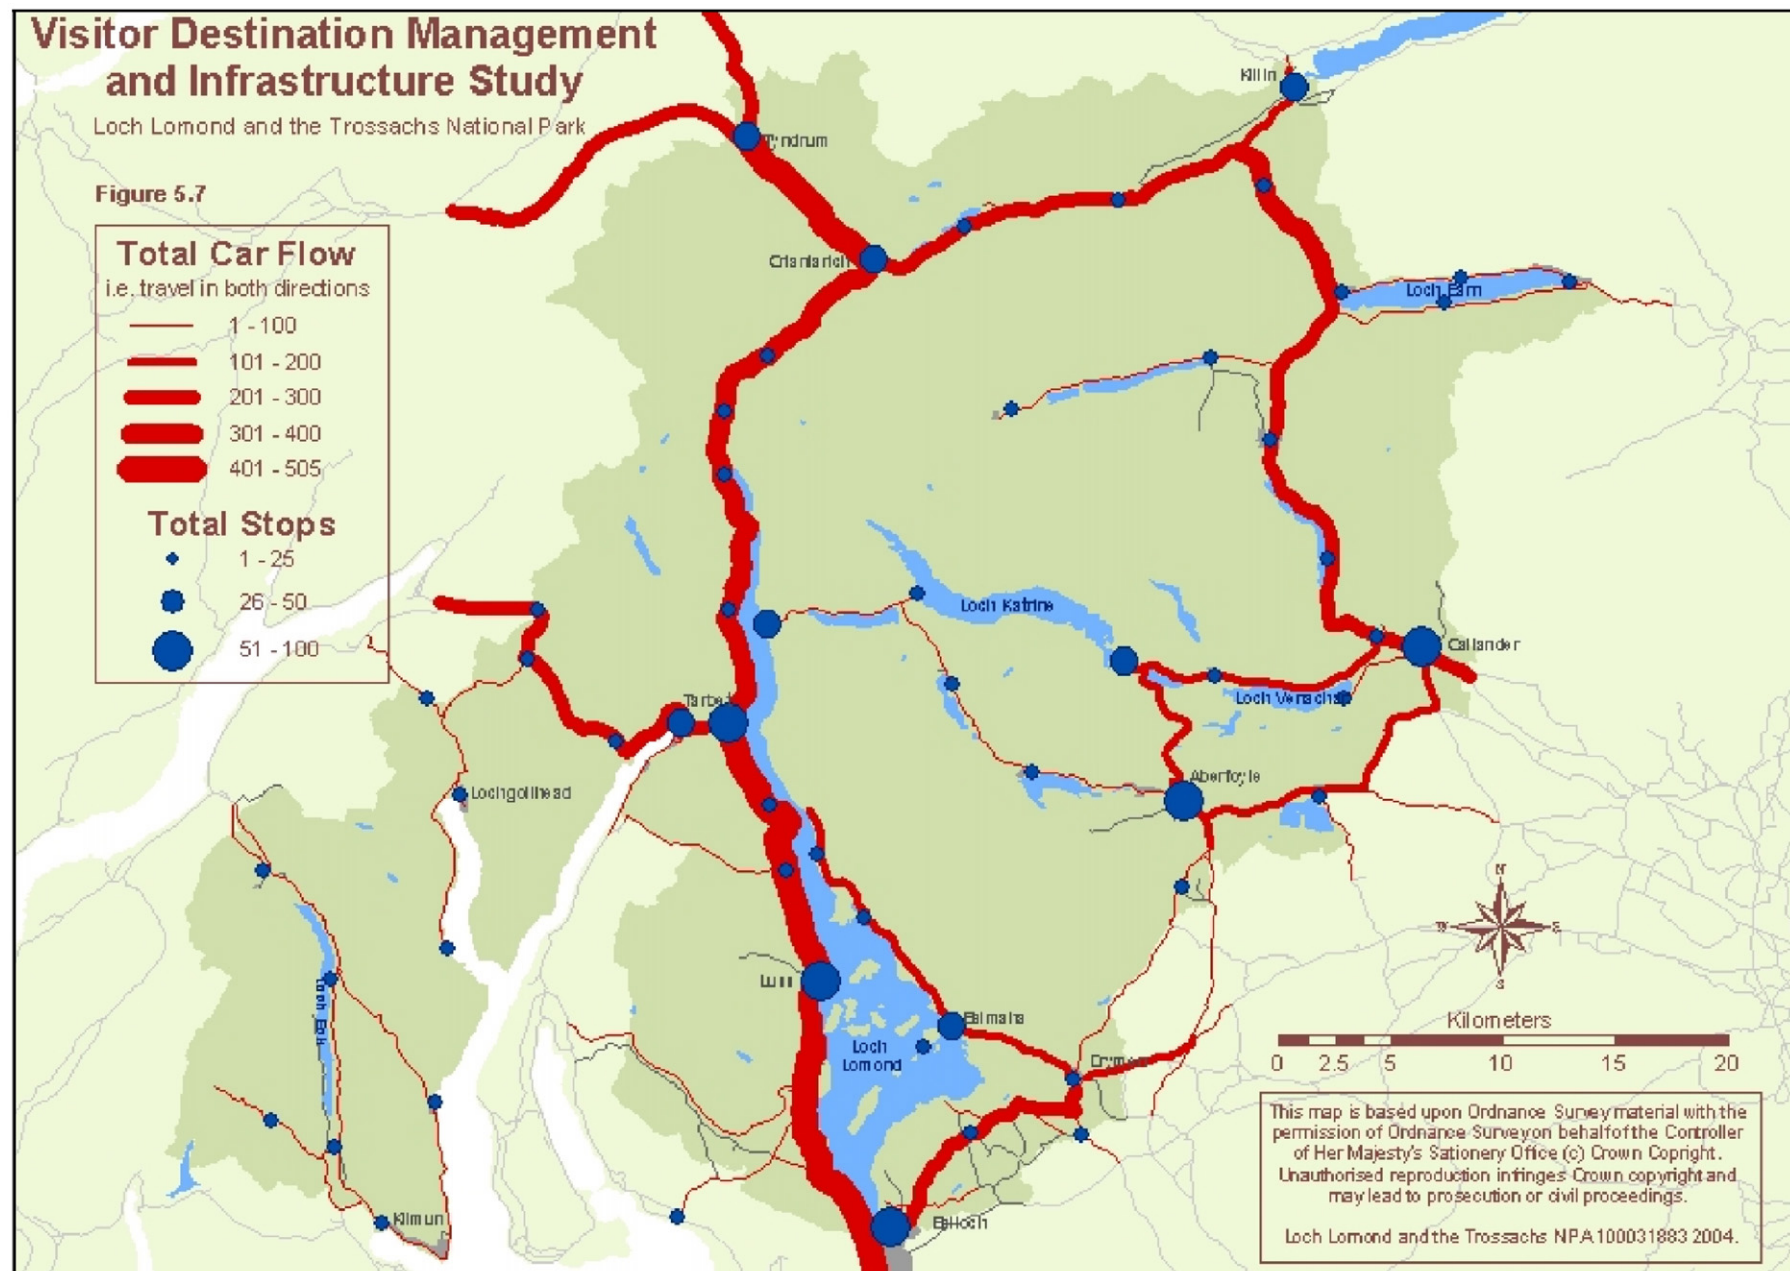 Visitor Destination Management
and Infrastructure Study
Loch Lomond and the Trossachs National Park
Figure 5.7
Total Car Flow
i.e. travel in both directions
1 - 100
101 - 200
201 - 300
301 - 400
401 - 505
Total Stops
1 - 25
26 - 50
51 - 100
Killin
Tyndrum
Crianlarich
Loch Earn
Loch Katrine
Callander
Loch Venachar
Tarbet
Aberfoyle
Lochgoilhead
Luss
Balmaha
Loch
Lomond
Drymen
Loch Eck
Balloch
Kilmun
N
W
E
S
Kilometers
0 2.5 5 10 15 20
This map is based upon Ordnance Survey material with the
permission of Ordnance Survey on behalf of the Controller
of Her Majesty's Sationery Office (c) Crown Copright.
Unauthorised reproduction infringes Crown copyright and
may lead to prosecution or civil proceedings.
Loch Lomond and the Trossachs NPA 100031883 2004.